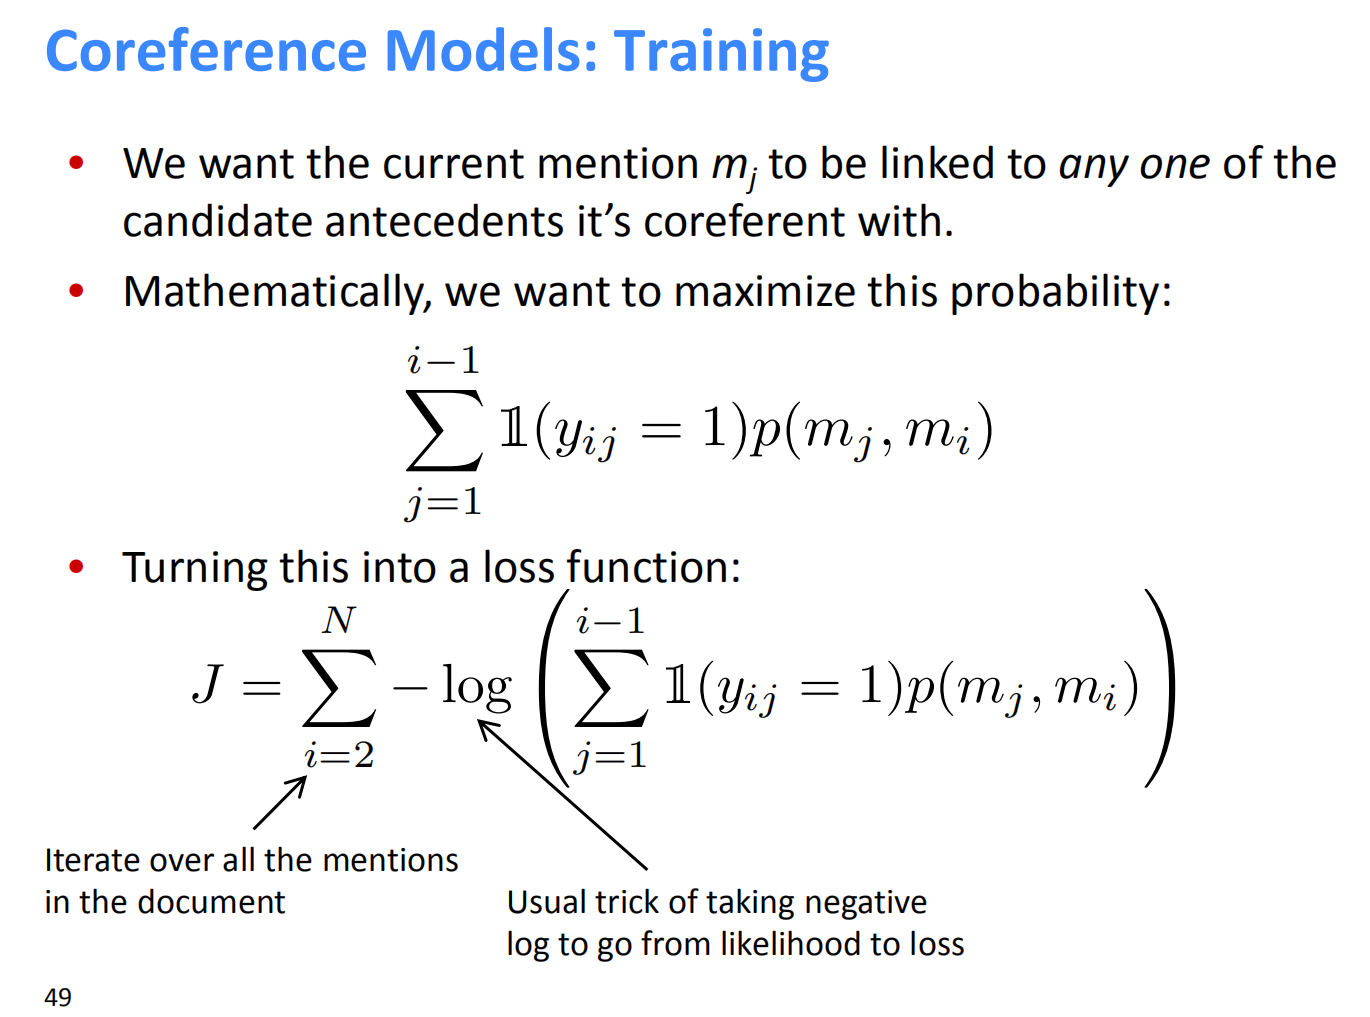 Coreference Models: Training
• We want the current mention m_j to be linked to any one of the
candidate antecedents it's coreferent with.
• Mathematically, we want to maximize this probability:
\sum_{j=1}^{i-1} \mathbb{1}(y_{ij} = 1)p(m_j, m_i)
• Turning this into a loss function:
J = \sum_{i=2}^{N} -\log \left( \sum_{j=1}^{i-1} \mathbb{1}(y_{ij} = 1)p(m_j, m_i) \right)
Iterate over all the mentions
in the document
Usual trick of taking negative
log to go from likelihood to loss
49